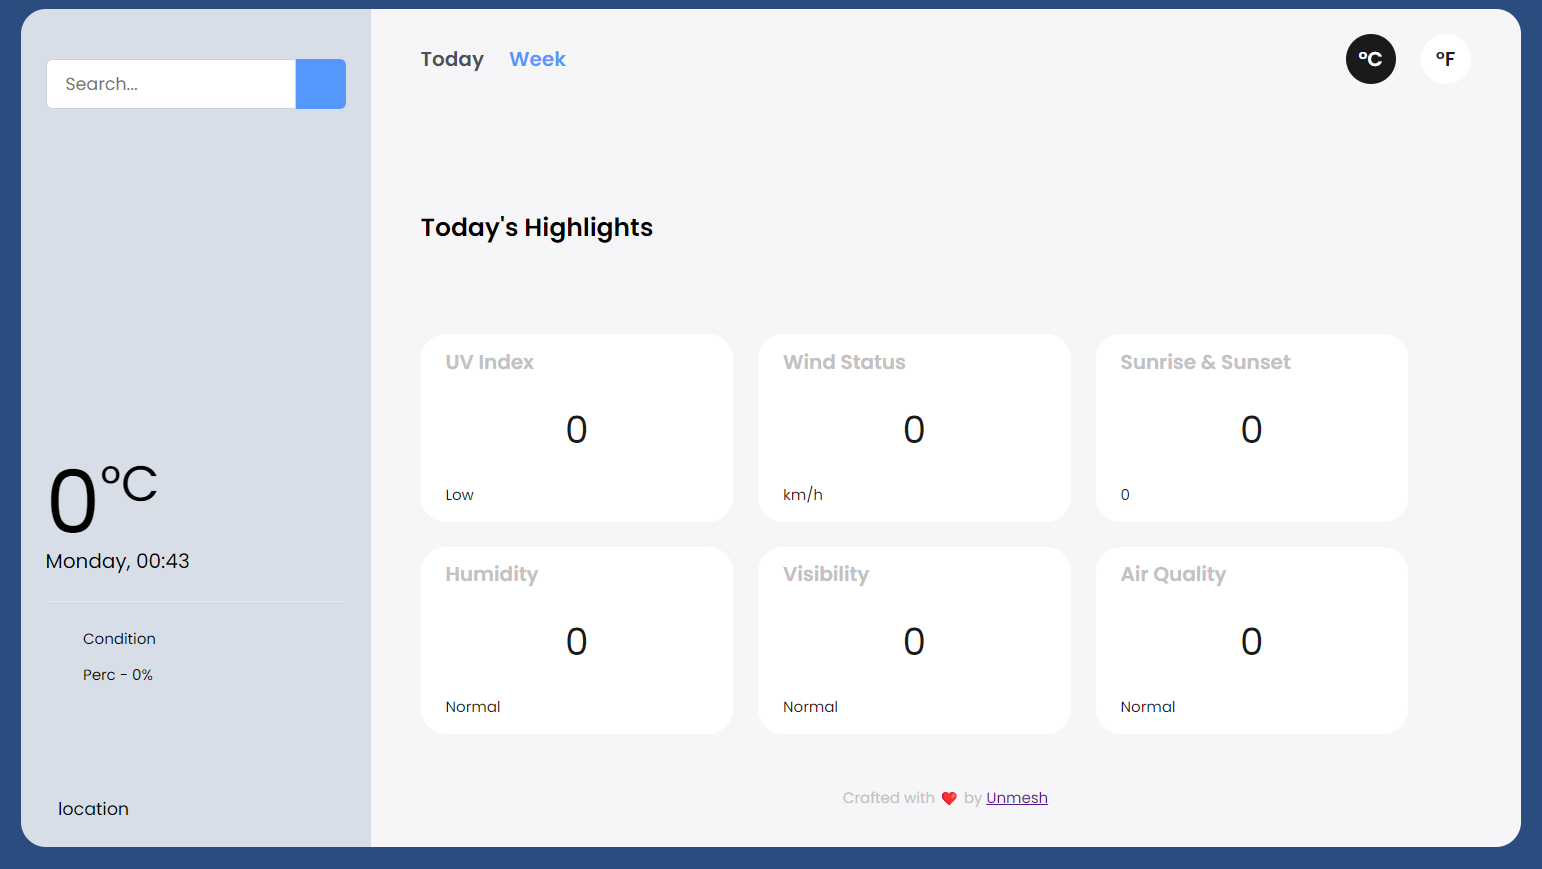 Search...
0°C
Monday, 00:43
Condition
Perc - 0%
location
Today Week
°C °F
Today's Highlights
UV Index
0
Low
Wind Status
0
km/h
Sunrise & Sunset
0
0
Humidity
0
Normal
Visibility
0
Normal
Air Quality
0
Normal
Crafted with ❤️ by Unmesh